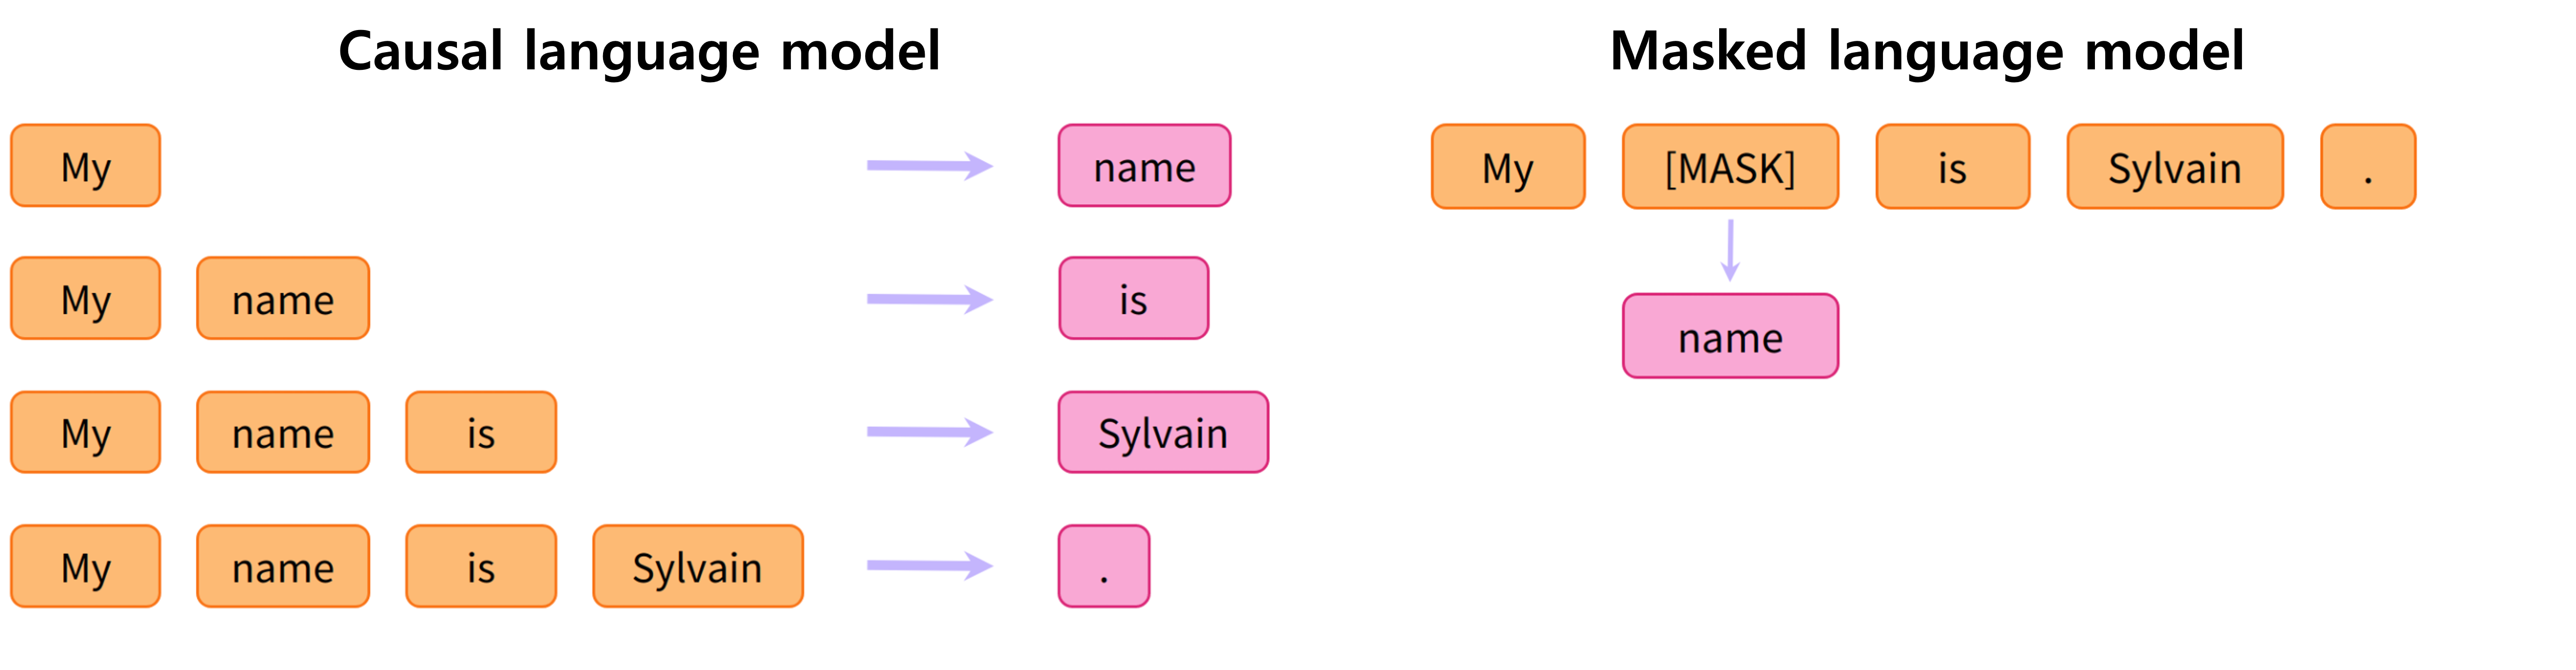 Causal language model
My name
My name is
My name is Sylvain
My name is Sylvain .
Masked language model
My [MASK] is Sylvain .
name